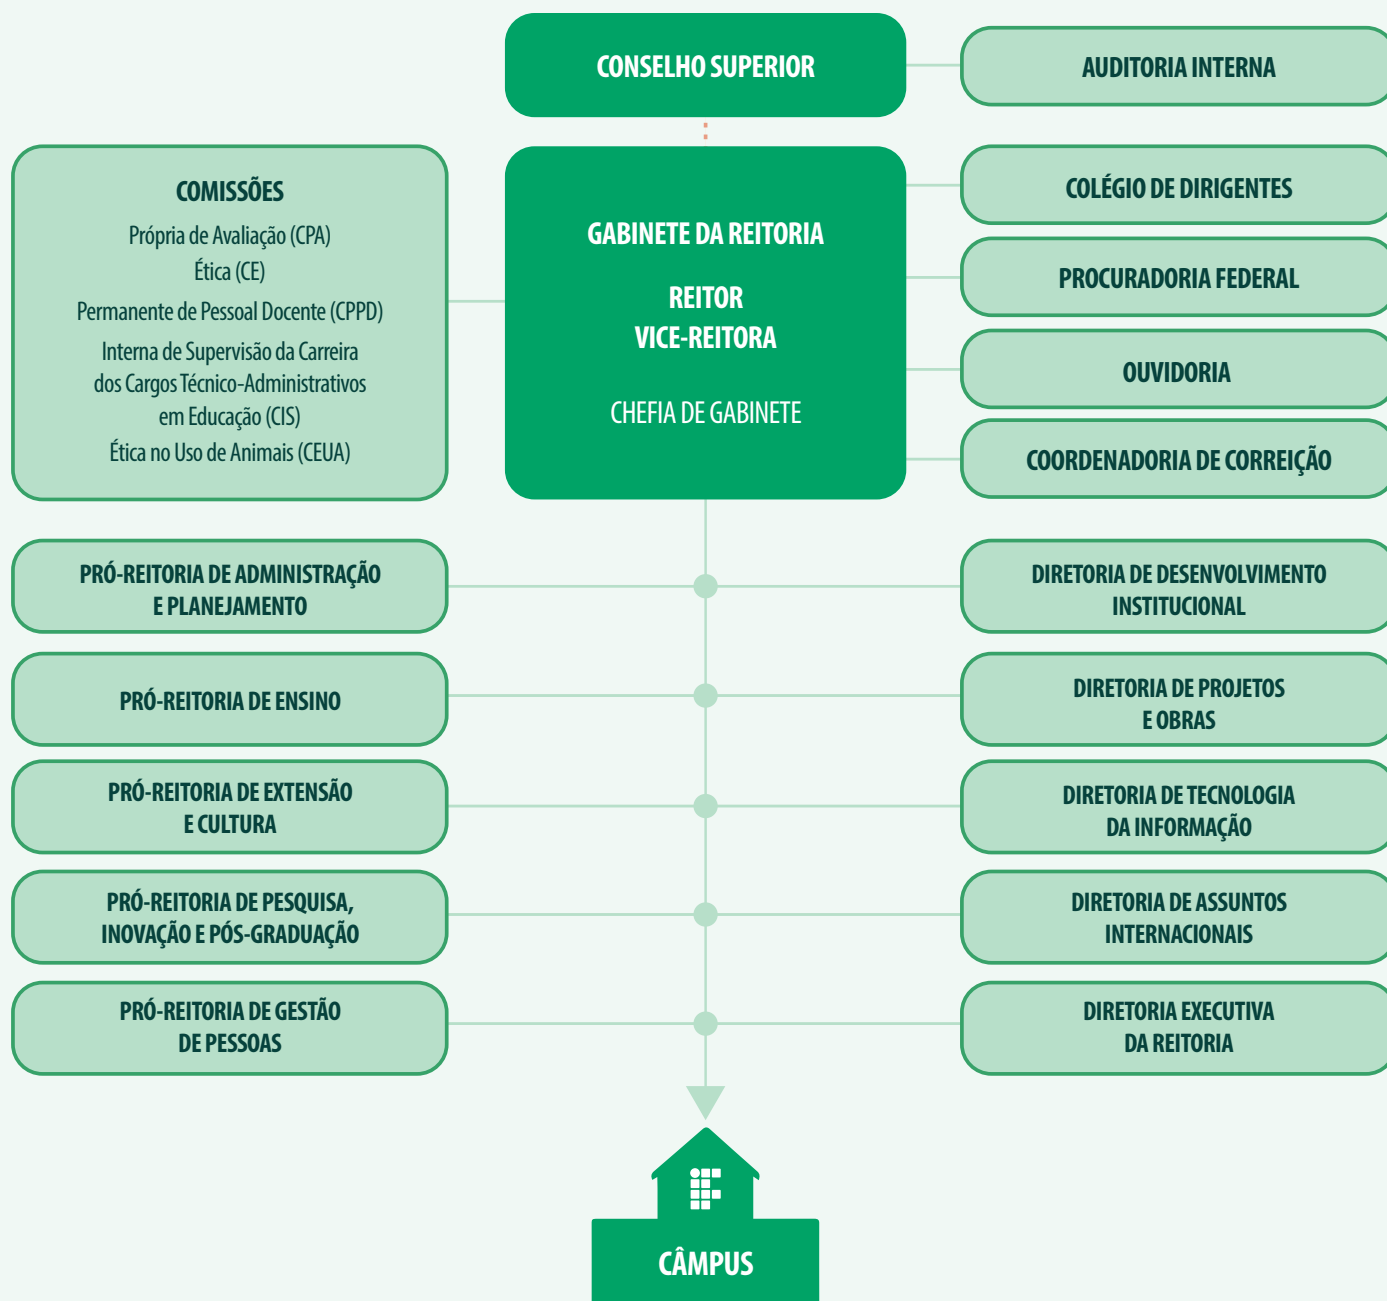 CONSELHO SUPERIOR
AUDITORIA INTERNA
COMISSÕES
Própria de Avaliação (CPA)
Ética (CE)
Permanente de Pessoal Docente (CPPD)
Interna de Supervisão da Carreira
dos Cargos Técnico-Administrativos
em Educação (CIS)
Ética no Uso de Animais (CEUA)
GABINETE DA REITORIA
REITOR
VICE-REITORA
CHEFIA DE GABINETE
COLÉGIO DE DIRIGENTES
PROCURADORIA FEDERAL
OUVIDORIA
COORDENADORIA DE CORREIÇÃO
PRÓ-REITORIA DE ADMINISTRAÇÃO
E PLANEJAMENTO
DIRETORIA DE DESENVOLVIMENTO
INSTITUCIONAL
PRÓ-REITORIA DE ENSINO
DIRETORIA DE PROJETOS
E OBRAS
PRÓ-REITORIA DE EXTENSÃO
E CULTURA
DIRETORIA DE TECNOLOGIA
DA INFORMAÇÃO
PRÓ-REITORIA DE PESQUISA,
INOVAÇÃO E PÓS-GRADUAÇÃO
DIRETORIA DE ASSUNTOS
INTERNACIONAIS
PRÓ-REITORIA DE GESTÃO
DE PESSOAS
DIRETORIA EXECUTIVA
DA REITORIA
CÂMPUS